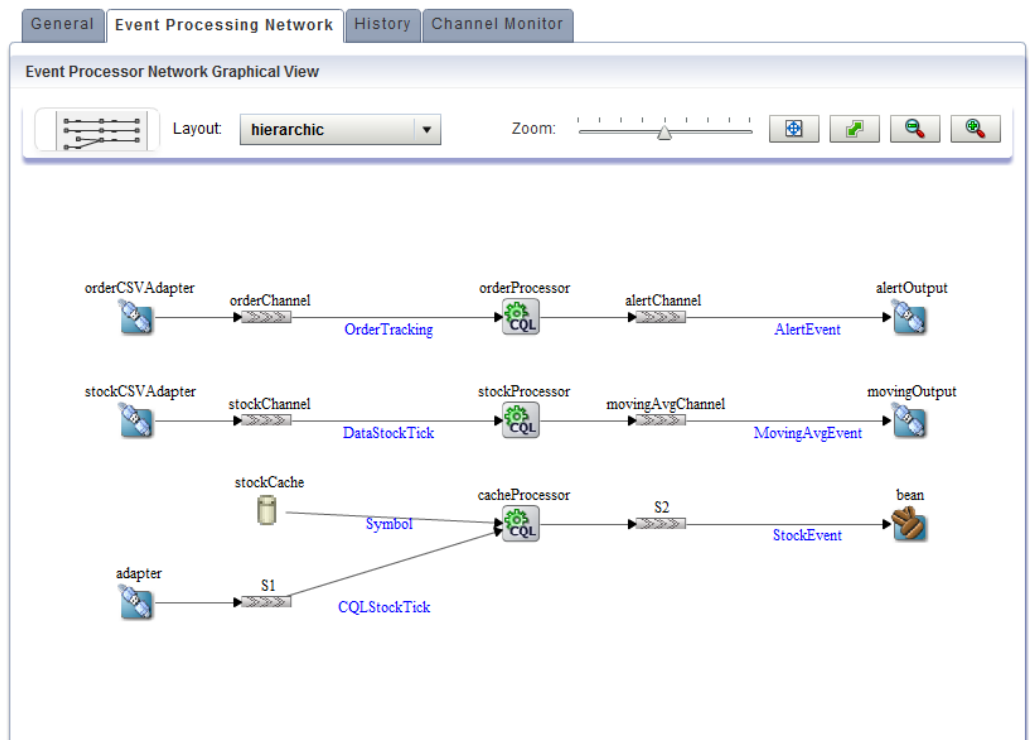 General Event Processing Network History Channel Monitor
Event Processor Network Graphical View
Layout: hierarchic Zoom:
orderCSVAdapter orderChannel orderProcessor alertChannel alertOutput
CQL
OrderTracking AlertEvent
stockCSVAdapter stockChannel stockProcessor movingAvgChannel movingOutput
CQL
DataStockTick MovingAvgEvent
stockCache cacheProcessor S2 bean
CQL
Symbol StockEvent
adapter S1
CQLStockTick